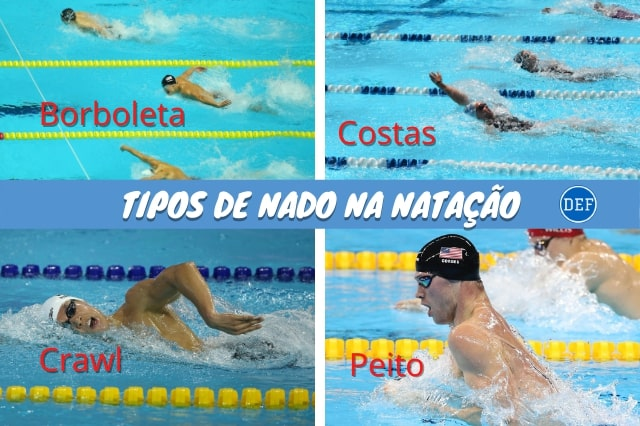 Borboleta
Costas
TIPOS DE NADO NA NATAÇÃO
DEF
Crawl
Peito